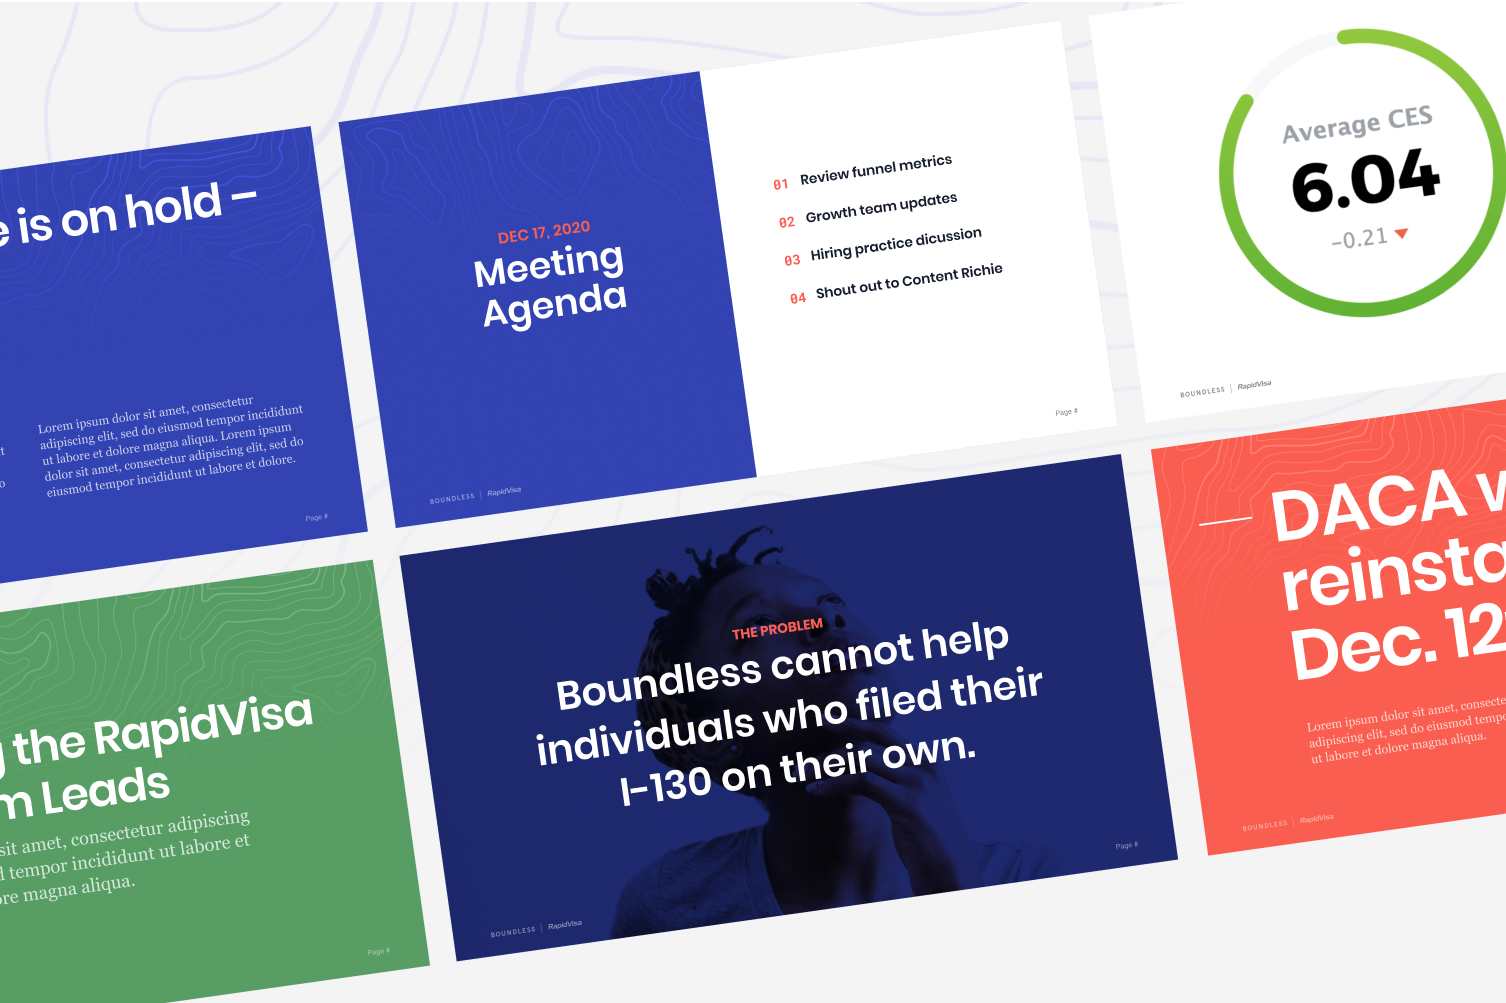 e is on hold –
Lorem ipsum dolor sit amet, consectetur
adipiscing elit, sed do eiusmod tempor incididunt
ut labore et dolore magna aliqua. Lorem ipsum
dolor sit amet, consectetur adipiscing elit, sed do
eiusmod tempor incididunt ut labore et dolore.
Page #
DEC 17, 2020
Meeting
Agenda
BOUNDLESS | RapidVisa
01 Review funnel metrics
02 Growth team updates
03 Hiring practice dicussion
04 Shout out to Content Richie
Page #
Average CES
6.04
-0.21
BOUNDLESS | RapidVisa
the RapidVisa
m Leads
sit amet, consectetur adipiscing
d tempor incididunt ut labore et
ore magna aliqua.
Page #
THE PROBLEM
Boundless cannot help
individuals who filed their
I-130 on their own.
BOUNDLESS | RapidVisa
Page #
DACA w
reinsta
Dec. 12
Lorem ipsum dolor sit amet, consecte
adipiscing elit, sed do eiusmod tempo
ut labore et dolore magna aliqua.
BOUNDLESS | RapidVisa